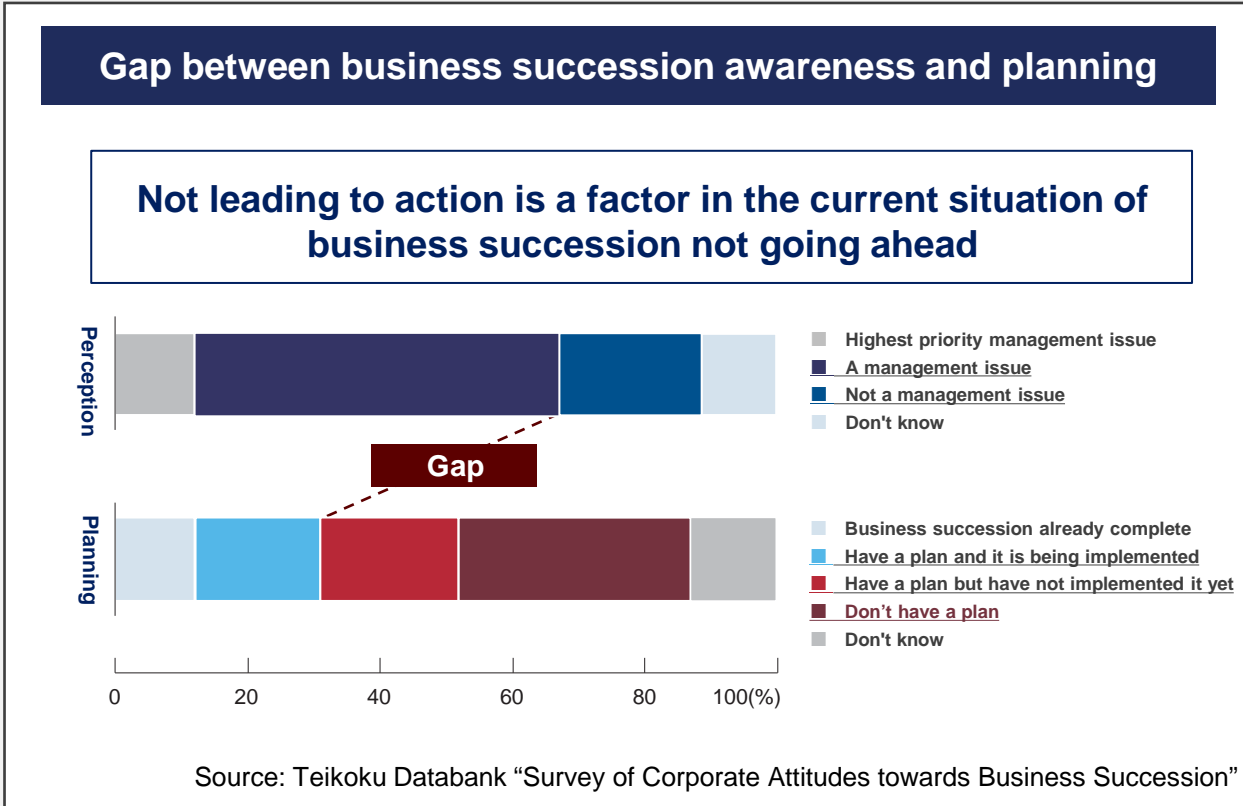 Gap between business succession awareness and planning
Not leading to action is a factor in the current situation of
business succession not going ahead
Perception
Highest priority management issue
A management issue
Not a management issue
Don't know
Gap
Planning
Business succession already complete
Have a plan and it is being implemented
Have a plan but have not implemented it yet
Don’t have a plan
Don't know
0 20 40 60 80 100(%)
Source: Teikoku Databank “Survey of Corporate Attitudes towards Business Succession”